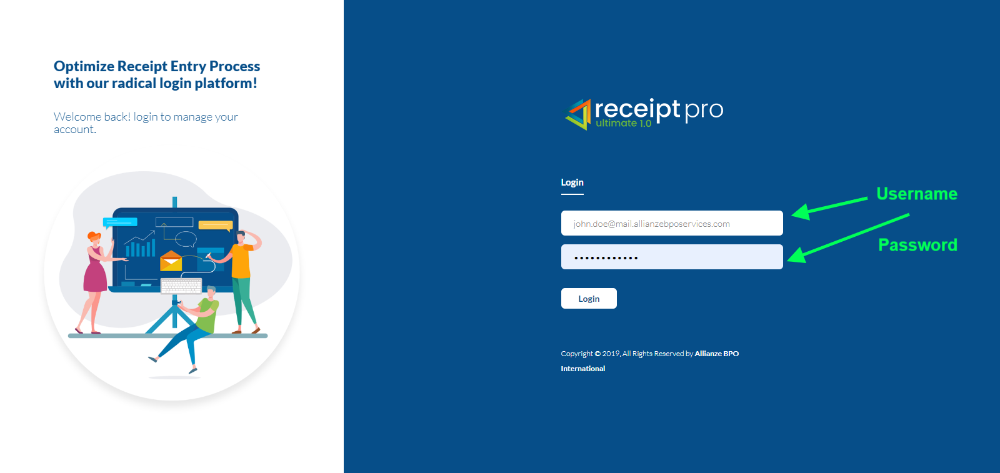 Optimize Receipt Entry Process
with our radical login platform!
Welcome back! login to manage your
account.
receipt pro
ultimate 1.0
Login
Username
john.doe@mail.allianzebposervices.com
Password
••••••••••••
Login
Copyright © 2019, All Rights Reserved by Allianze BPO
International